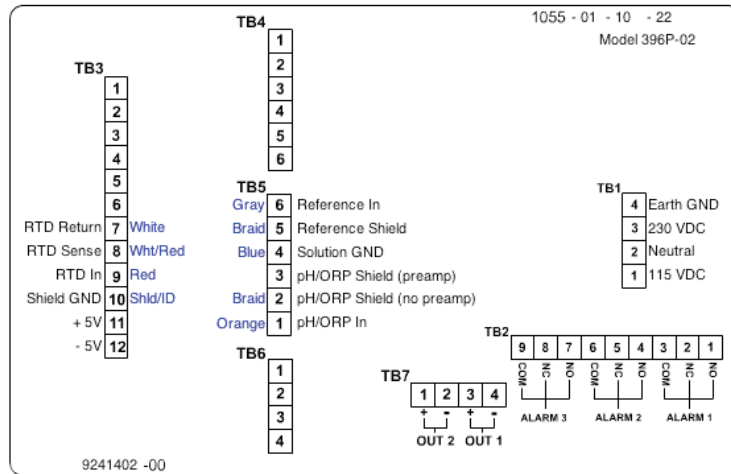 1055 - 01 - 10 - 22
Model 396P-02
TB4
1
2
3
4
5
6
TB3
1
2
3
4
5
6
RTD Return 7 White
RTD Sense 8 Wht/Red
RTD In 9 Red
Shield GND 10 Shld/ID
+ 5V 11
- 5V 12
TB5
Gray 6 Reference In
Braid 5 Reference Shield
Blue 4 Solution GND
3 pH/ORP Shield (preamp)
Braid 2 pH/ORP Shield (no preamp)
Orange 1 pH/ORP In
TB1
4 Earth GND
3 230 VDC
2 Neutral
1 115 VDC
TB6
1
2
3
4
TB7
1 2 3 4
+ - + -
OUT 2 OUT 1
TB2
9 8 7 6 5 4 3 2 1
COM NC NO COM NC NO COM NC NO
ALARM 3 ALARM 2 ALARM 1
9241402 -00